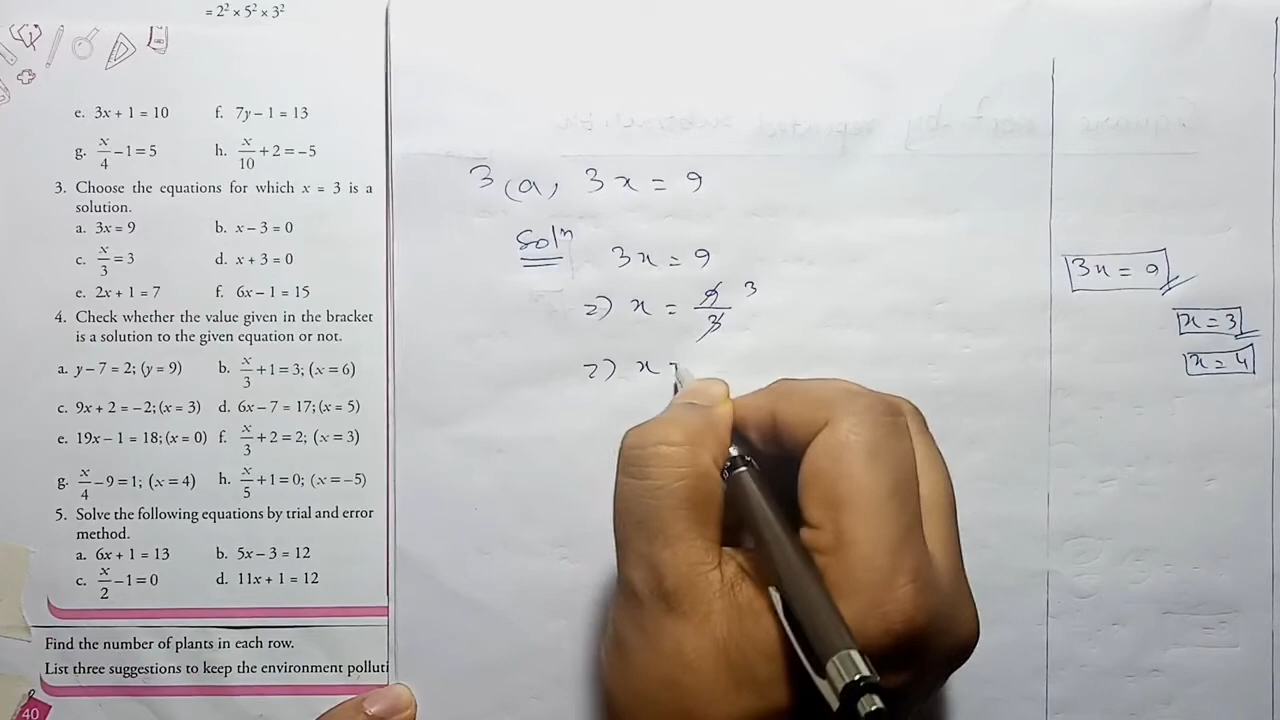 = 2² × 5² × 3²
e. 3x + 1 = 10 f. 7y – 1 = 13
g. x/4 – 1 = 5 h. x/10 + 2 = –5
3. Choose the equations for which x = 3 is a
solution.
a. 3x = 9 b. x – 3 = 0
c. x/3 = 3 d. x + 3 = 0
e. 2x + 1 = 7 f. 6x – 1 = 15
4. Check whether the value given in the bracket
is a solution to the given equation or not.
a. y – 7 = 2; (y = 9) b. x/3 + 1 = 3; (x = 6)
c. 9x + 2 = –2; (x = 3) d. 6x – 7 = 17; (x = 5)
e. 19x – 1 = 18; (x = 0) f. x/3 + 2 = 2; (x = 3)
g. x/4 – 9 = 1; (x = 4) h. x/5 + 1 = 0; (x = –5)
5. Solve the following equations by trial and error
method.
a. 6x + 1 = 13 b. 5x – 3 = 12
c. x/2 – 1 = 0 d. 11x + 1 = 12
Find the number of plants in each row.
List three suggestions to keep the environment polluti
40
3(a) 3x = 9
Solⁿ 3x = 9
⇒) x = 9/3 3
⇒) x =
3x = 9
x = 3
x = 4